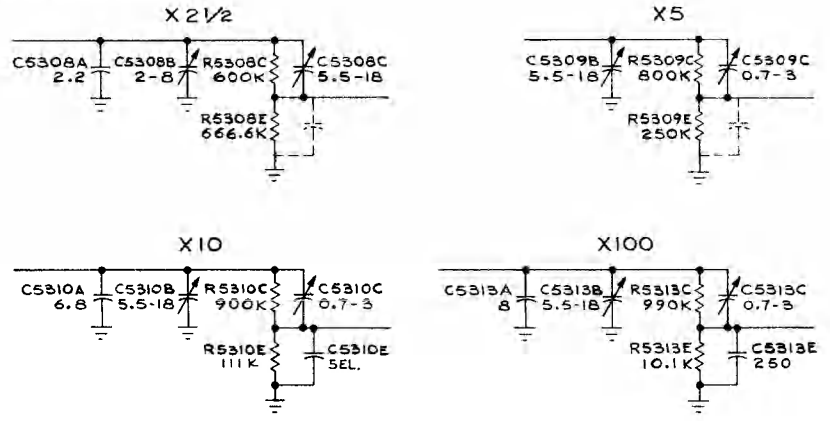 X 2 1/2
C5308A
2.2
C5308B
2-8
R5308C
600K
C5308C
5.5-18
R5308E
666.6K
X5
C5309B
5.5-18
R5309C
800K
C5309C
0.7-3
R5309E
250K
X10
C5310A
6.8
C5310B
5.5-18
R5310C
900K
C5310C
0.7-3
R5310E
111K
C5310E
SEL.
X100
C5313A
8
C5313B
5.5-18
R5313C
990K
C5313C
0.7-3
R5313E
10.1K
C5313E
250